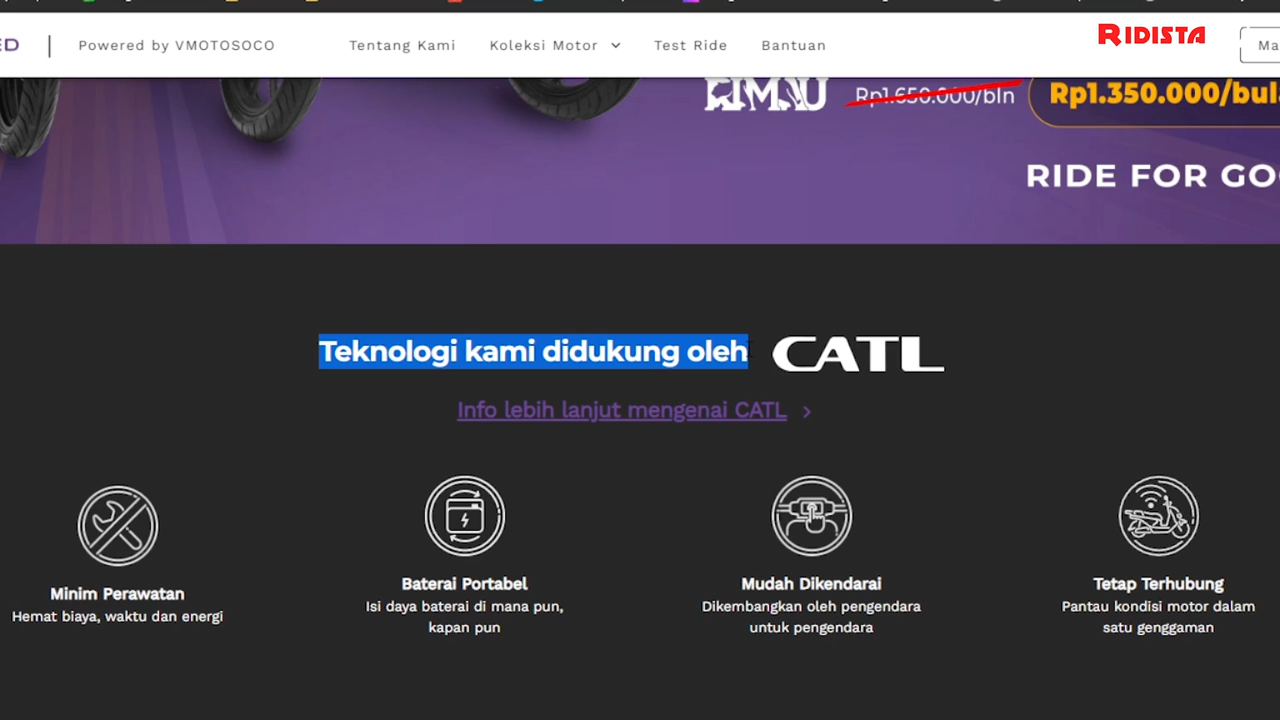 ED | Powered by VMOTOSOCO
Tentang Kami
Koleksi Motor
Test Ride
Bantuan
RIDISTA
Ma
Rp1.650.000/bln
Rp1.350.000/bul
RIDE FOR GO
Teknologi kami didukung oleh CATL
Info lebih lanjut mengenai CATL
Minim Perawatan
Hemat biaya, waktu dan energi
Baterai Portabel
Isi daya baterai di mana pun,
kapan pun
Mudah Dikendarai
Dikembangkan oleh pengendara
untuk pengendara
Tetap Terhubung
Pantau kondisi motor dalam
satu genggaman